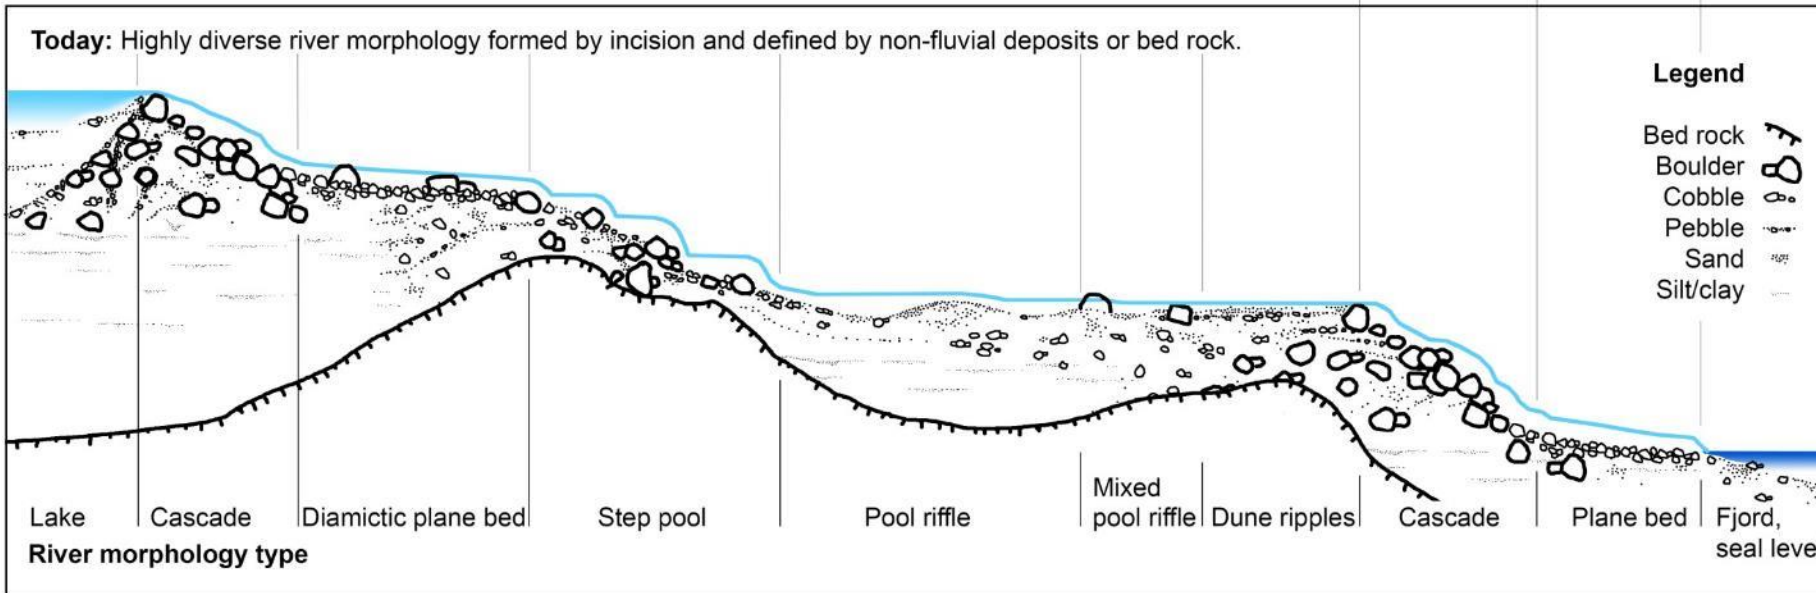 Today: Highly diverse river morphology formed by incision and defined by non-fluvial deposits or bed rock.
Legend
Bed rock
Boulder
Cobble
Pebble
Sand
Silt/clay
Lake
Cascade
Diamictic plane bed
Step pool
Pool riffle
Mixed
pool riffle
Dune ripples
Cascade
Plane bed
Fjord,
seal leve
River morphology type